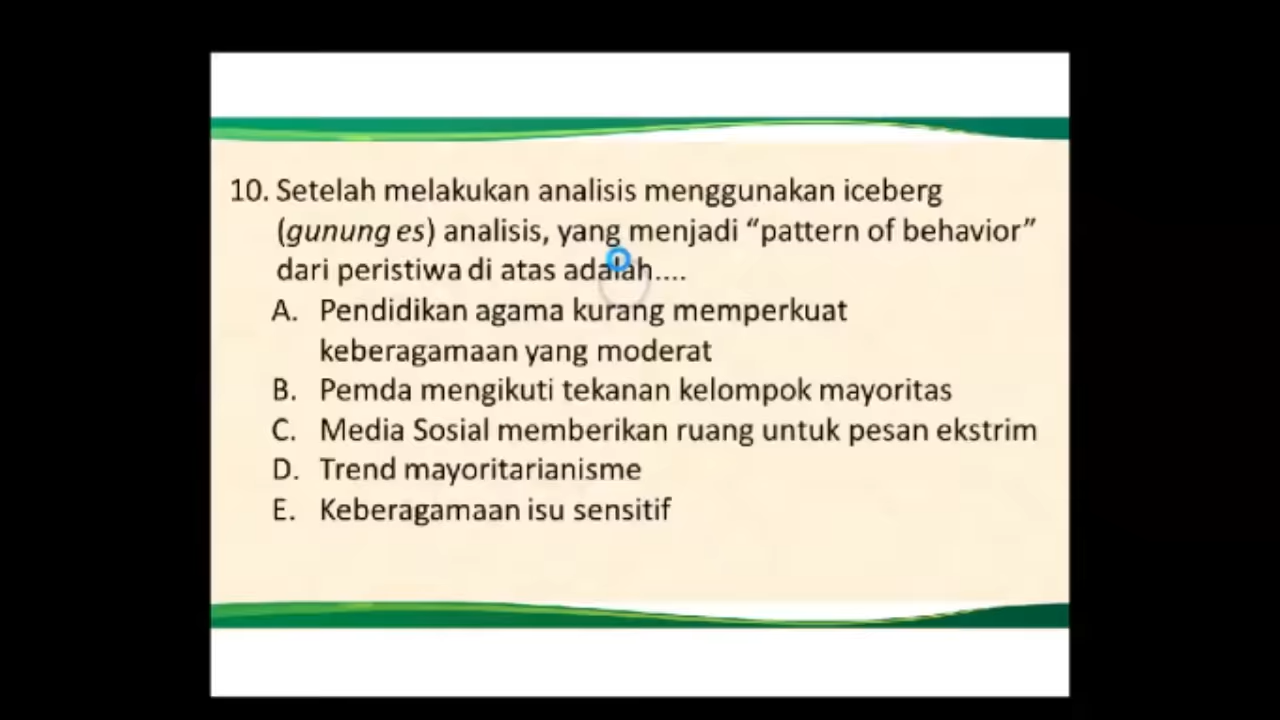 10. Setelah melakukan analisis menggunakan iceberg
(gunung es) analisis, yang menjadi “pattern of behavior”
dari peristiwa di atas adalah....
A. Pendidikan agama kurang memperkuat
keberagamaan yang moderat
B. Pemda mengikuti tekanan kelompok mayoritas
C. Media Sosial memberikan ruang untuk pesan ekstrim
D. Trend mayoritarianisme
E. Keberagamaan isu sensitif